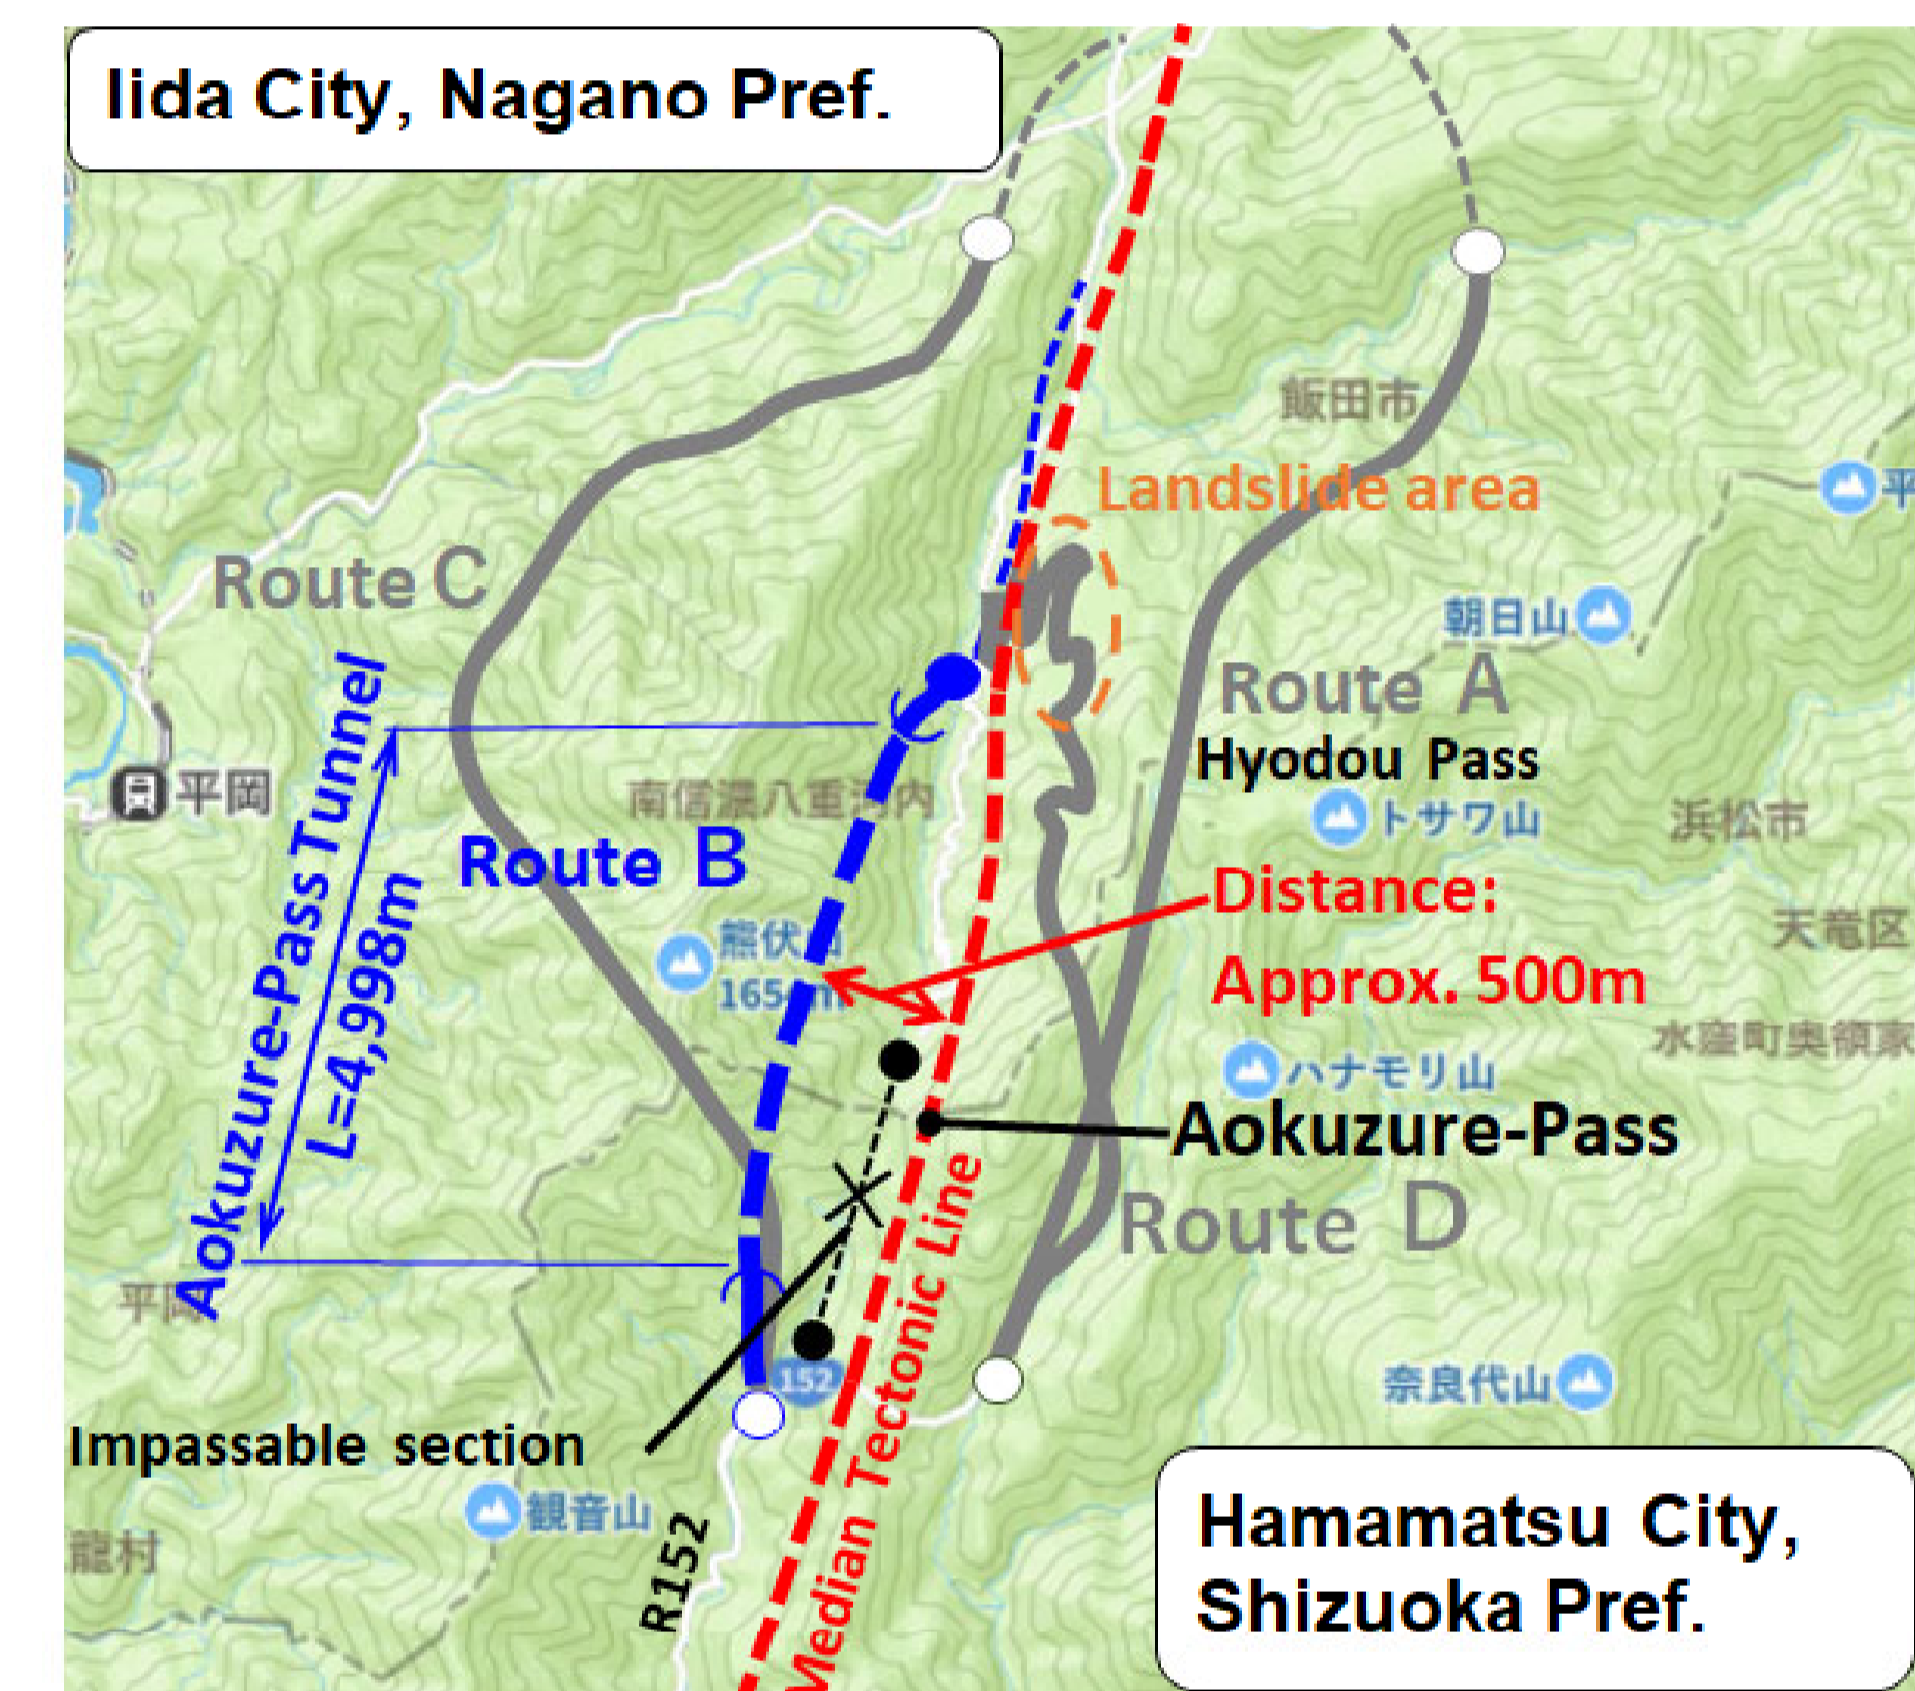 Iida City, Nagano Pref.
飯田市
Landslide area
平
Route C
朝日山
Route A
Hyodou Pass
平岡
南信濃八重河内
トサワ山
浜松市
Aokuzure-Pass Tunnel
L=4,998m
Route B
Distance:
Approx. 500m
熊伏山
天竜区
水窪町奥領家
ハナモリ山
Aokuzure-Pass
Route D
平岡
152
奈良代山
Impassable section
Median Tectonic Line
観音山
R152
龍村
Hamamatsu City,
Shizuoka Pref.